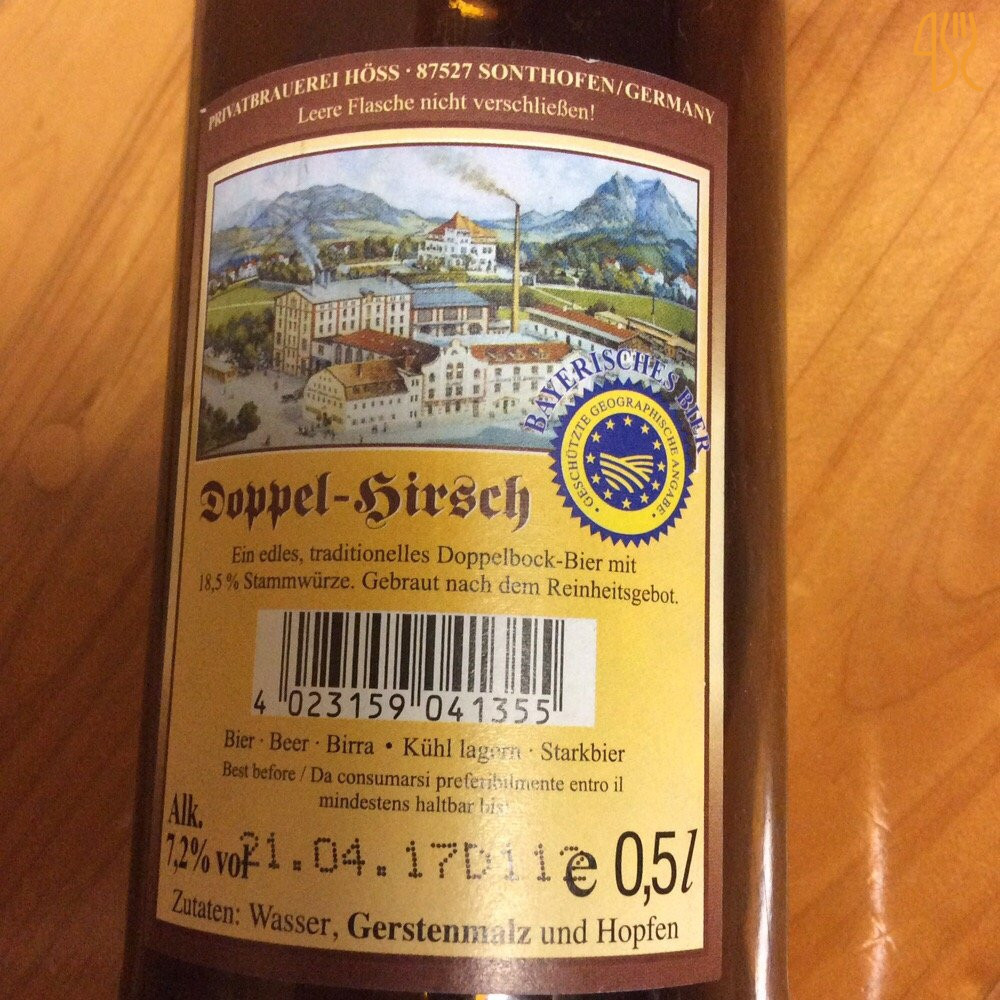 PRIVATBRAUEREI HÖSS · 87527 SONTHOFEN/GERMANY
Leere Flasche nicht verschließen!
BAYERISCHES BIER
· GESCHÜTZTE GEOGRAPHISCHE ANGABE ·
Doppel-Hirsch
Ein edles, traditionelles Doppelbock-Bier mit
18,5 % Stammwürze. Gebraut nach dem Reinheitsgebot.
4 023159 041355
Bier · Beer · Birra • Kühl lagern · Starkbier
Best before / Da consumarsi preferibilmente entro il
mindestens haltbar bis:
Alk.
7,2% vol
21.04.17 e 0,5l
Zutaten: Wasser, Gerstenmalz und Hopfen